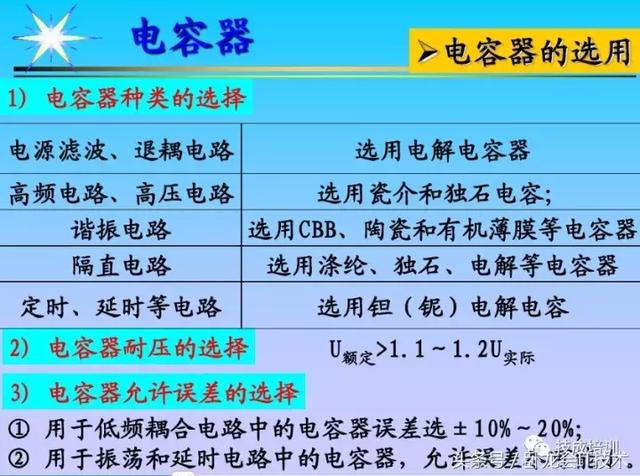 电容器
➢电容器的选用
1) 电容器种类的选择
电源滤波、退耦电路 选用电解电容器
高频电路、高压电路 选用瓷介和独石电容;
谐振电路 选用CBB、陶瓷和有机薄膜等电容器
隔直电路 选用涤纶、独石、电解等电容器
定时、延时等电路 选用钽（铌）电解电容
2) 电容器耐压的选择 U额定>1.1~1.2U实际
3) 电容器允许误差的选择
① 用于低频耦合电路中的电容器误差选±10%~20%;
技成培训
② 用于振荡和延时电路中的电容器，允许误差
头条号
技术